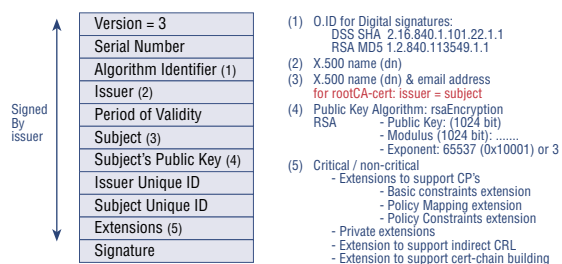 Signed
By
issuer
Version = 3
Serial Number
Algorithm Identifier (1)
Issuer (2)
Period of Validity
Subject (3)
Subject's Public Key (4)
Issuer Unique ID
Subject Unique ID
Extensions (5)
Signature
(1) O.ID for Digital signatures:
DSS SHA 2.16.840.1.101.22.1.1
RSA MD5 1.2.840.113549.1.1
(2) X.500 name (dn)
(3) X.500 name (dn) & email address
for rootCA-cert: issuer = subject
(4) Public Key Algorithm: rsaEncryption
RSA - Public Key: (1024 bit)
- Modulus (1024 bit): .......
- Exponent: 65537 (0x10001) or 3
(5) Critical / non-critical
- Extensions to support CP's
- Basic constraints extension
- Policy Mapping extension
- Policy Constraints extension
- Private extensions
- Extension to support indirect CRL
- Extension to support cert-chain building